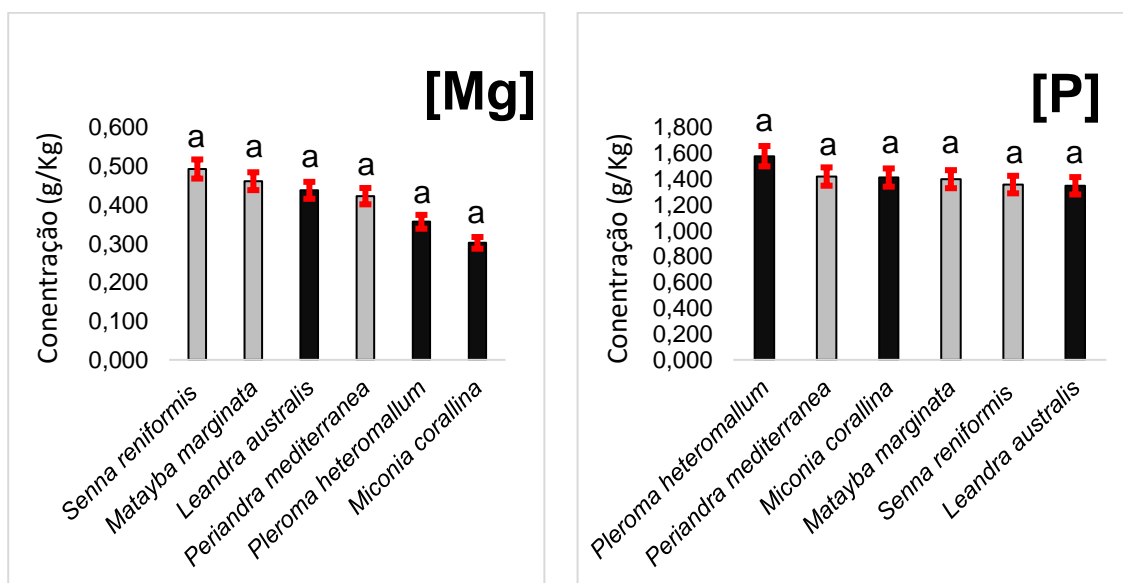 [Mg]
Conentração (g/Kg)
0,600
0,500
0,400
0,300
0,200
0,100
0,000
a a a a a a
Senna reniformis
Matayba marginata
Leandra australis
Periandra mediterranea
Pleroma heteromallum
Miconia corallina
[P]
Conentração (g/Kg)
1,800
1,600
1,400
1,200
1,000
0,800
0,600
0,400
0,200
0,000
a a a a a a
Pleroma heteromallum
Periandra mediterranea
Miconia corallina
Matayba marginata
Senna reniformis
Leandra australis